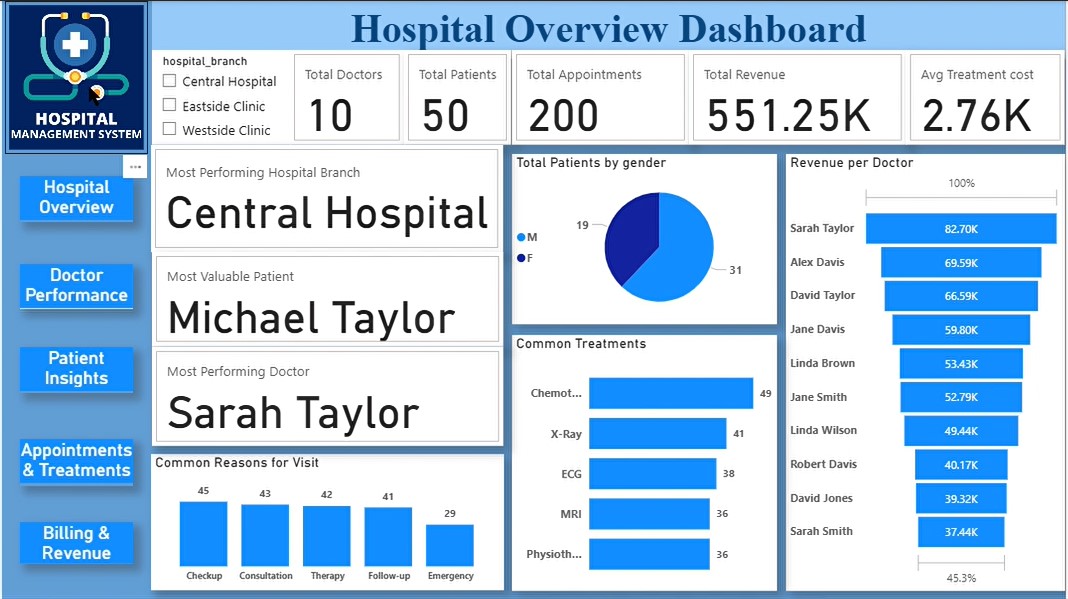 HOSPITAL
MANAGEMENT SYSTEM
Hospital Overview Dashboard
hospital_branch
Central Hospital
Eastside Clinic
Westside Clinic
Total Doctors
10
Total Patients
50
Total Appointments
200
Total Revenue
551.25K
Avg Treatment cost
2.76K
...
Hospital
Overview
Doctor
Performance
Patient
Insights
Appointments
& Treatments
Billing &
Revenue
Most Performing Hospital Branch
Central Hospital
Most Valuable Patient
Michael Taylor
Most Performing Doctor
Sarah Taylor
Common Reasons for Visit
45
43
42
41
29
Checkup
Consultation
Therapy
Follow-up
Emergency
Total Patients by gender
M
F
19
31
Common Treatments
Chemot... 49
X-Ray 41
ECG 38
MRI 36
Physioth... 36
Revenue per Doctor
100%
Sarah Taylor 82.70K
Alex Davis 69.59K
David Taylor 66.59K
Jane Davis 59.80K
Linda Brown 53.43K
Jane Smith 52.79K
Linda Wilson 49.44K
Robert Davis 40.17K
David Jones 39.32K
Sarah Smith 37.44K
45.3%